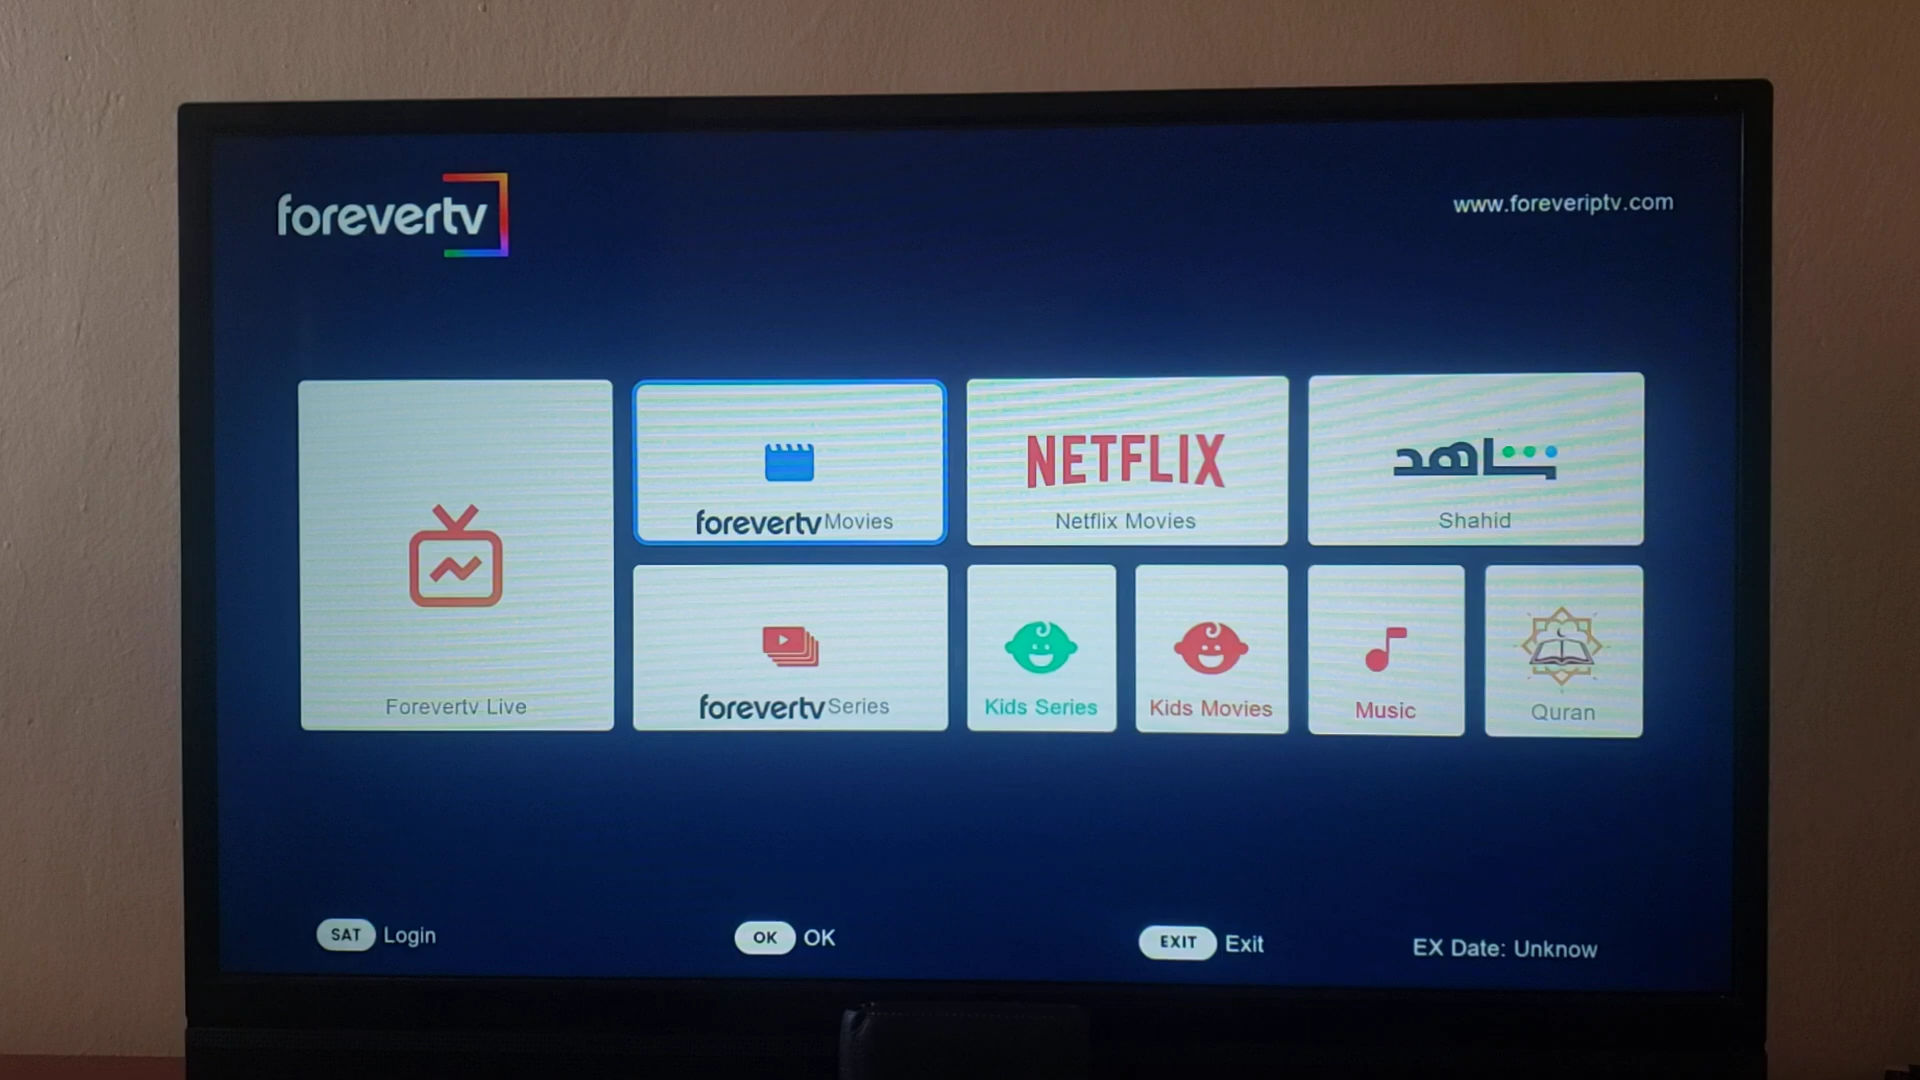 forevertv
www.foreveriptv.com
NETFLIX
شاهد
forevertv Movies
Netflix Movies
Shahid
Forevertv Live
forevertv Series
Kids Series
Kids Movies
Music
Quran
SAT Login
OK OK
EXIT Exit
EX Date: Unknow